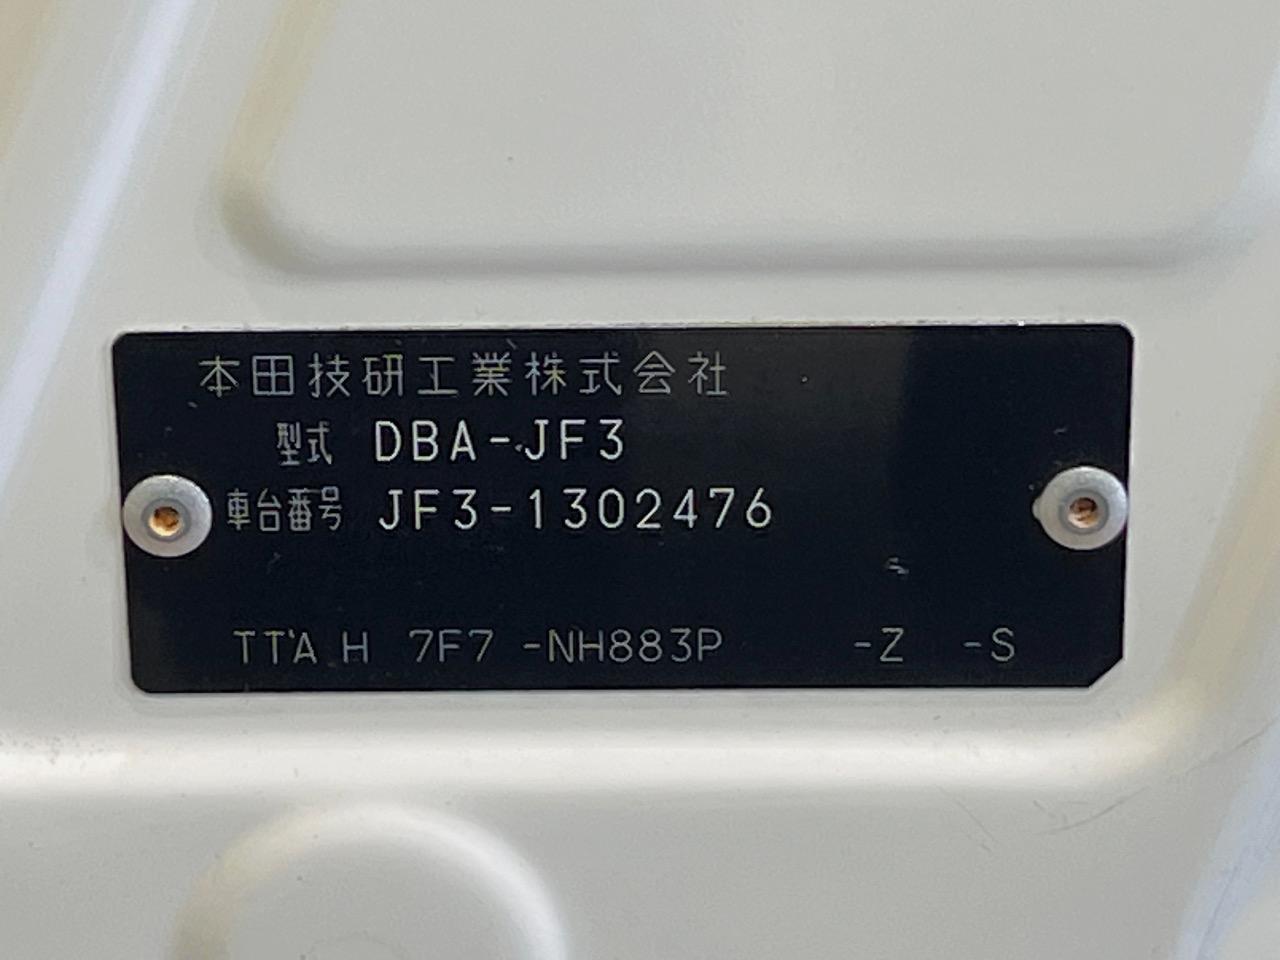 本田技研工業株式会社
型式 DBA-JF3
車台番号 JF3-1302476
TTA H 7F7 -NH883P -Z -S